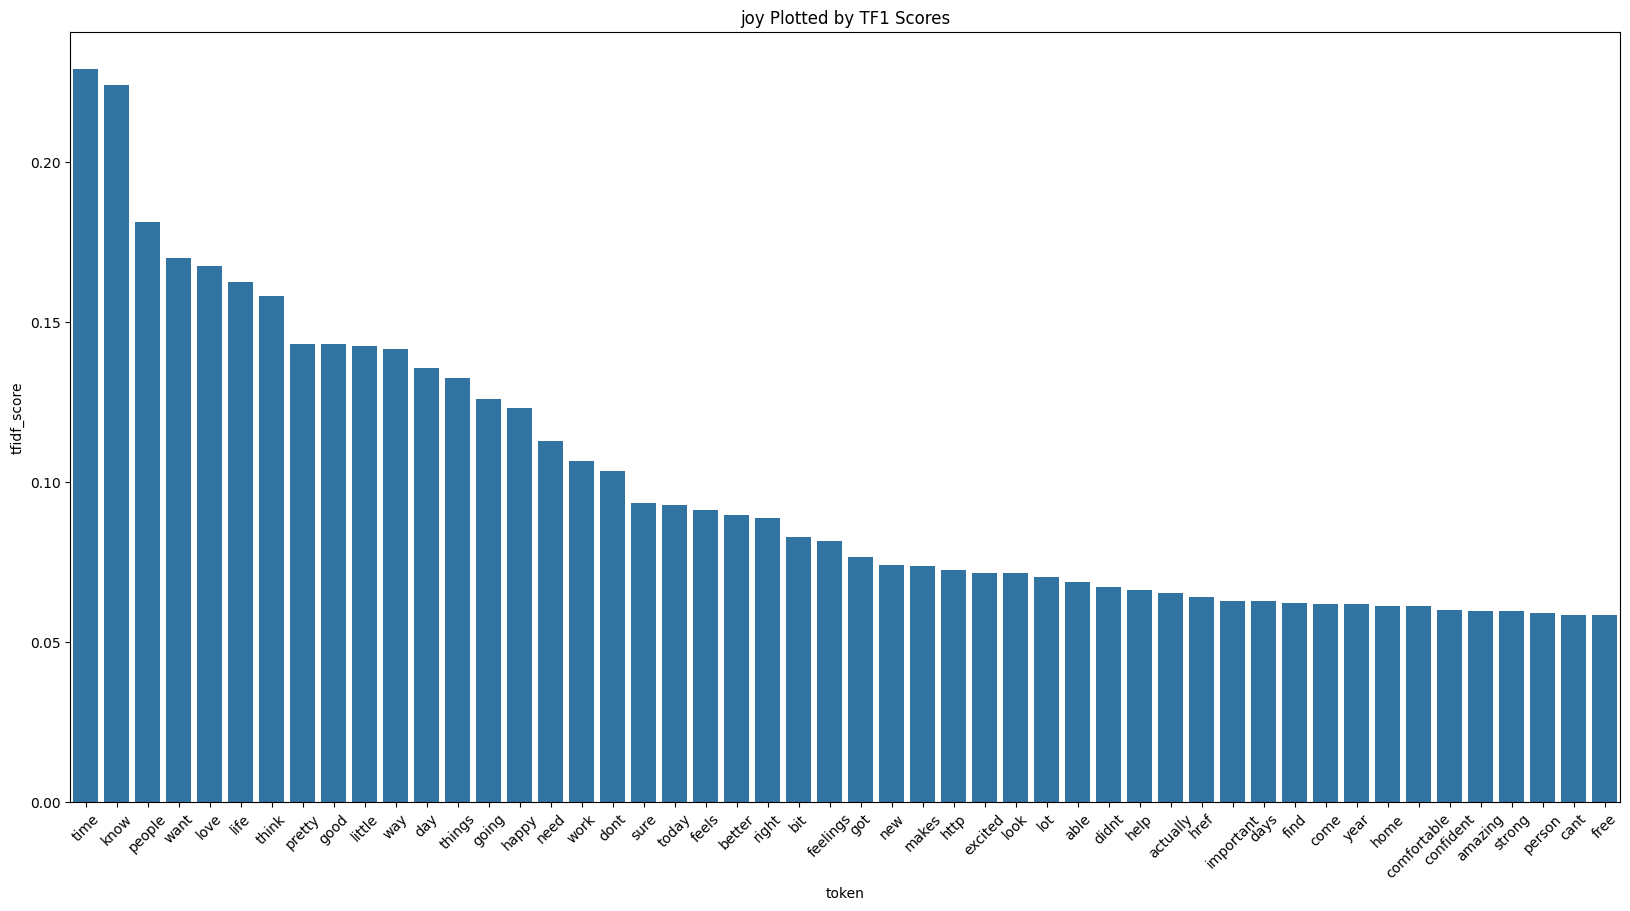 joy Plotted by TF1 Scores
tfidf_score
0.20
0.15
0.10
0.05
0.00
time know people want love life think pretty good little way day things going happy need work dont sure today feels better right bit feelings got new makes http excited look lot able didnt help actually href important days find come year home comfortable confident amazing strong person cant free
token